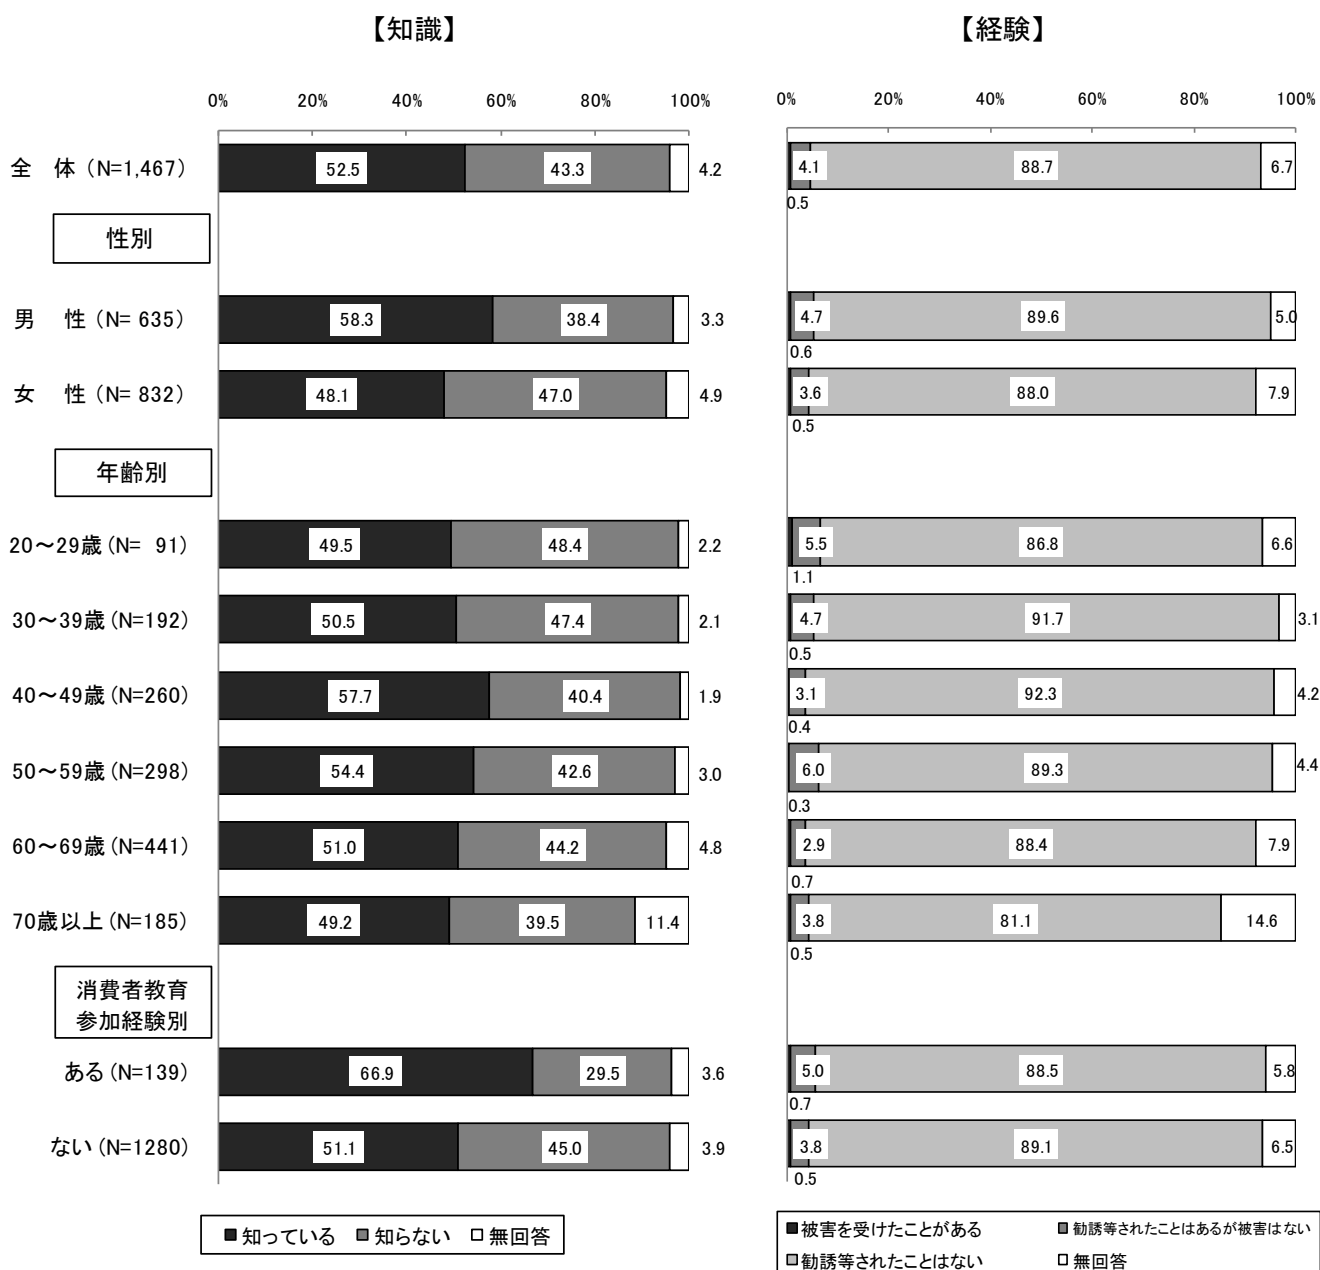 【知識】
【経験】
0% 20% 40% 60% 80% 100%
0% 20% 40% 60% 80% 100%
全 体 (N=1,467) 52.5 43.3 4.2
4.1 88.7 6.7
0.5
性別
男 性 (N= 635) 58.3 38.4 3.3
4.7 89.6 5.0
0.6
女 性 (N= 832) 48.1 47.0 4.9
3.6 88.0 7.9
0.5
年齢別
20～29歳 (N= 91) 49.5 48.4 2.2
5.5 86.8 6.6
1.1
30～39歳 (N=192) 50.5 47.4 2.1
4.7 91.7 3.1
0.5
40～49歳 (N=260) 57.7 40.4 1.9
3.1 92.3 4.2
0.4
50～59歳 (N=298) 54.4 42.6 3.0
6.0 89.3 4.4
0.3
60～69歳 (N=441) 51.0 44.2 4.8
2.9 88.4 7.9
0.7
70歳以上 (N=185) 49.2 39.5 11.4
3.8 81.1 14.6
0.5
消費者教育
参加経験別
ある (N=139) 66.9 29.5 3.6
5.0 88.5 5.8
0.7
ない (N=1280) 51.1 45.0 3.9
3.8 89.1 6.5
0.5
知っている 知らない 無回答
被害を受けたことがある 勧誘等されたことはあるが被害はない
勧誘等されたことはない 無回答